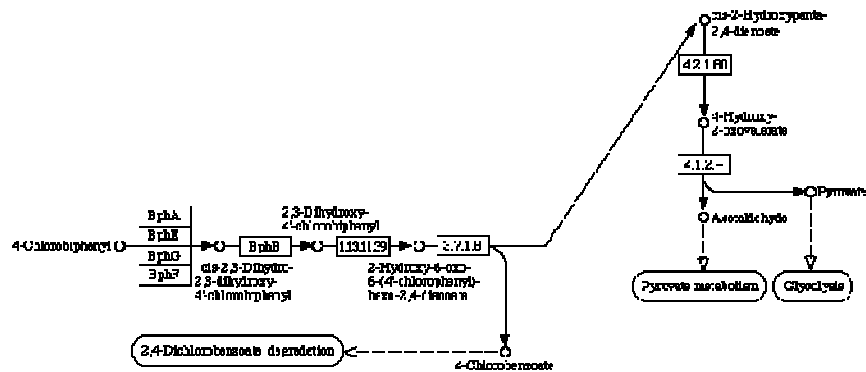 cis-2-Hydroxypenta-
2,4-dienoate
4.2.1.80
4-Hydroxy-
2-oxovalerate
4.1.2.-
Pyruvate
Acetaldehyde
Pyruvate metabolism
Glycolysis
4-Chlorobiphenyl
BphA
BphE
BphG
BphF
cis-2,3-Dihydro-
2,3-dihydroxy-
4'-chlorobiphenyl
BphB
2,3-Dihydroxy-
4'-chlorobiphenyl
1.13.11.39
2-Hydroxy-6-oxo-
6-(4'-chlorophenyl)-
hexa-2,4-dienoate
3.7.1.8
4-Chlorobenzoate
2,4-Dichlorobenzoate degradation